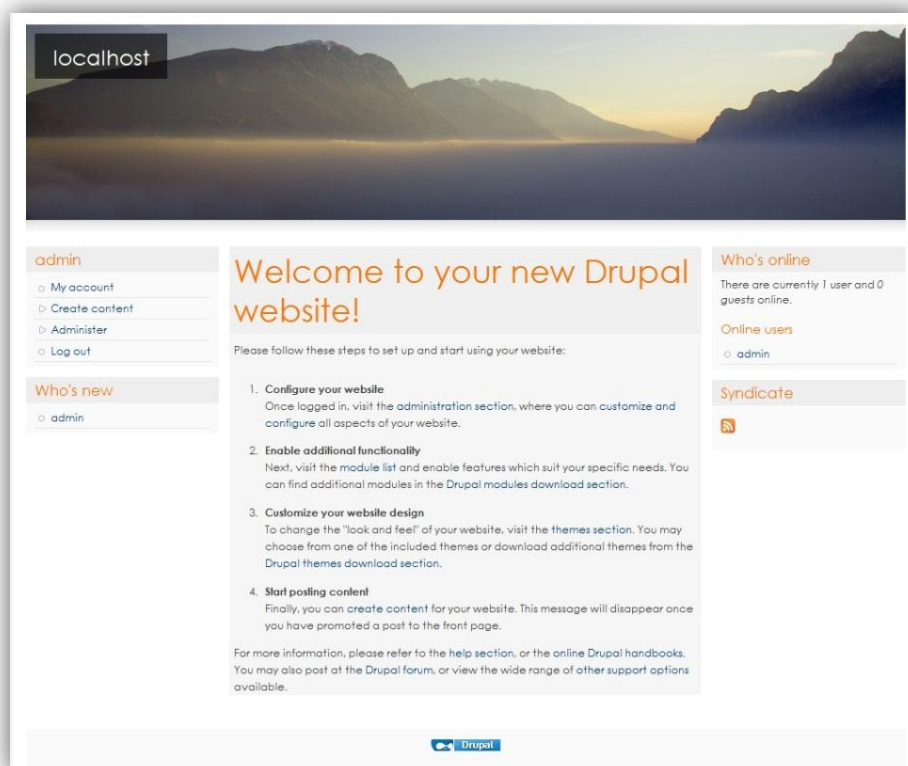 localhost
admin
My account
Create content
Administer
Log out
Who's new
admin
Welcome to your new Drupal
website!
Please follow these steps to set up and start using your website:
1. Configure your website
Once logged in, visit the administration section, where you can customize and
configure all aspects of your website.
2. Enable additional functionality
Next, visit the module list and enable features which suit your specific needs. You
can find additional modules in the Drupal modules download section.
3. Customize your website design
To change the "look and feel" of your website, visit the themes section. You may
choose from one of the included themes or download additional themes from the
Drupal themes download section.
4. Start posting content
Finally, you can create content for your website. This message will disappear once
you have promoted a post to the front page.
For more information, please refer to the help section, or the online Drupal handbooks.
You may also post at the Drupal forum, or view the wide range of other support options
available.
Who's online
There are currently 1 user and 0
guests online.
Online users
admin
Syndicate
Drupal